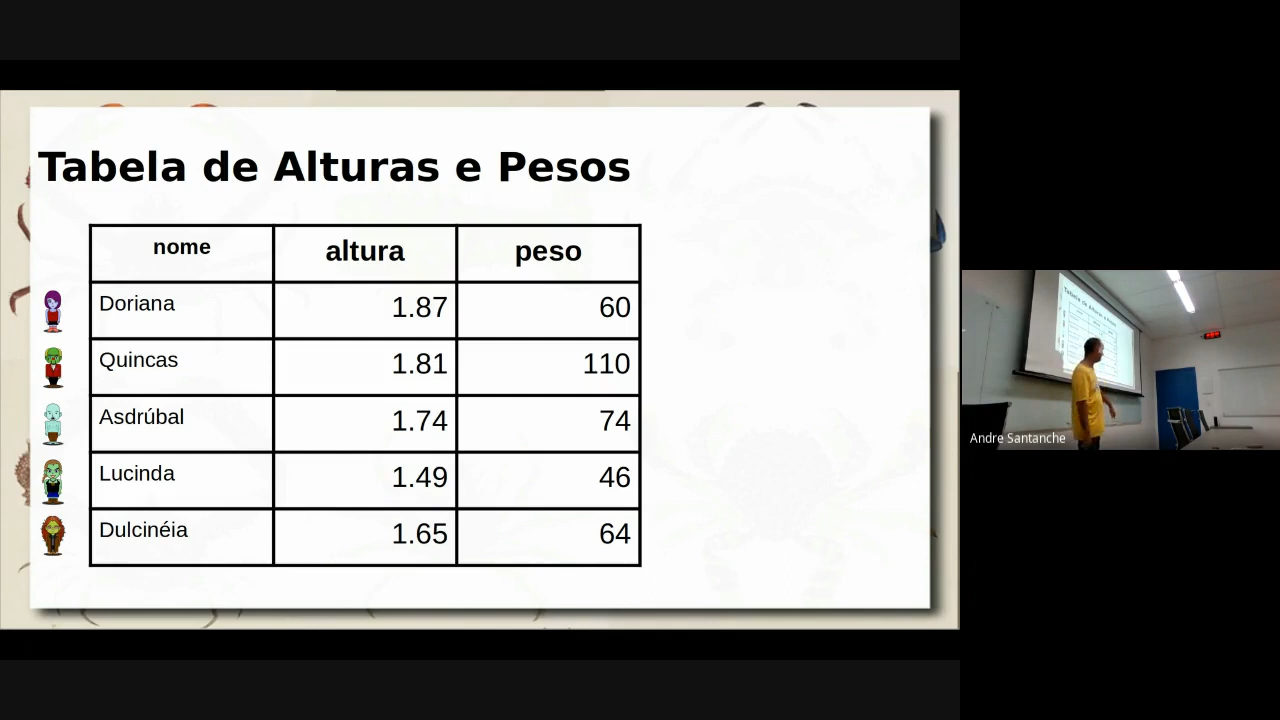 Tabela de Alturas e Pesos
nome altura peso
Doriana 1.87 60
Quincas 1.81 110
Asdrúbal 1.74 74
Lucinda 1.49 46
Dulcinéia 1.65 64
Andre Santanche